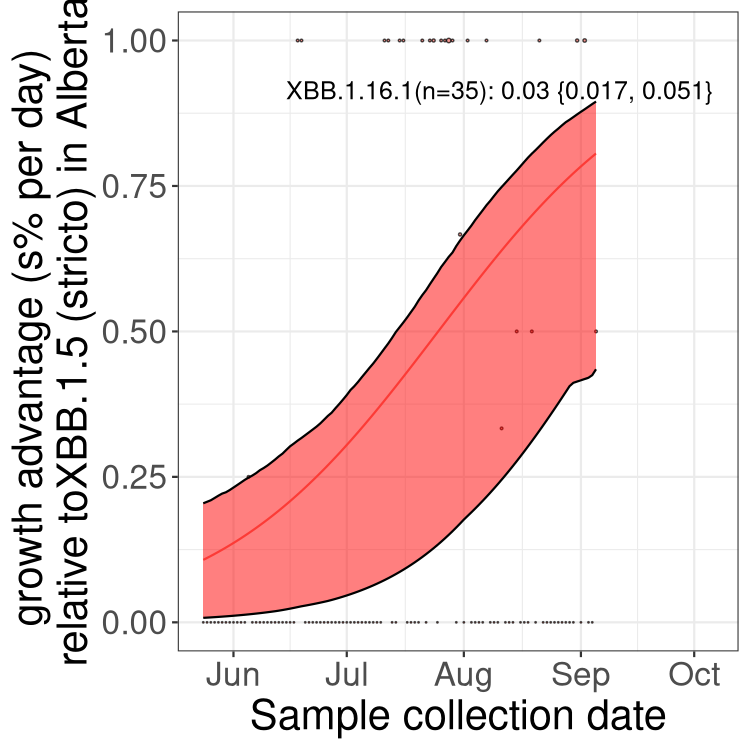 growth advantage (s% per day)
relative toXBB.1.5 (stricto) in Alberta
1.00
0.75
0.50
0.25
0.00
XBB.1.16.1(n=35): 0.03 {0.017, 0.051}
Jun Jul Aug Sep Oct
Sample collection date